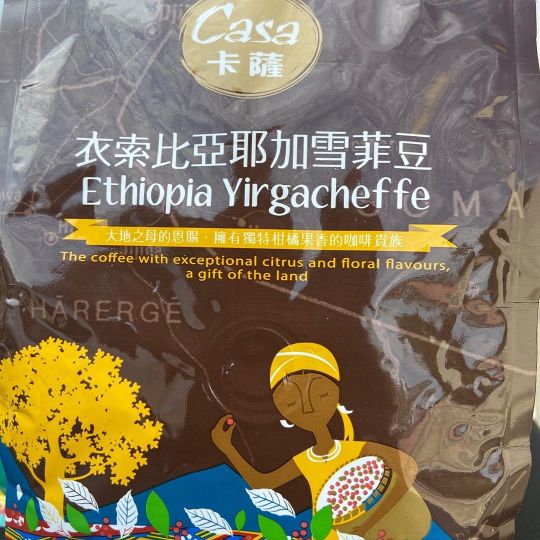 Casa
卡薩
衣索比亞耶加雪菲豆
Ethiopia Yirgacheffe
OMA
大地之母的恩賜．擁有獨特柑橘果香的咖啡貴族
The coffee with exceptional citrus and floral flavours,
a gift of the land
HĀRERGĒ